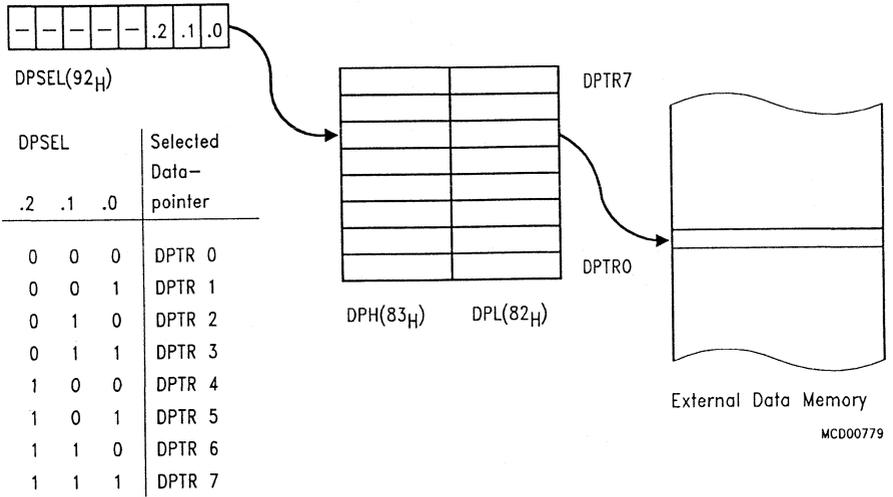 – – – – – .2 .1 .0
DPSEL(92H)
DPSEL Selected
Data–
.2 .1 .0 pointer
0 0 0 DPTR 0
0 0 1 DPTR 1
0 1 0 DPTR 2
0 1 1 DPTR 3
1 0 0 DPTR 4
1 0 1 DPTR 5
1 1 0 DPTR 6
1 1 1 DPTR 7
DPTR7
DPTR0
DPH(83H) DPL(82H)
External Data Memory
MCD00779